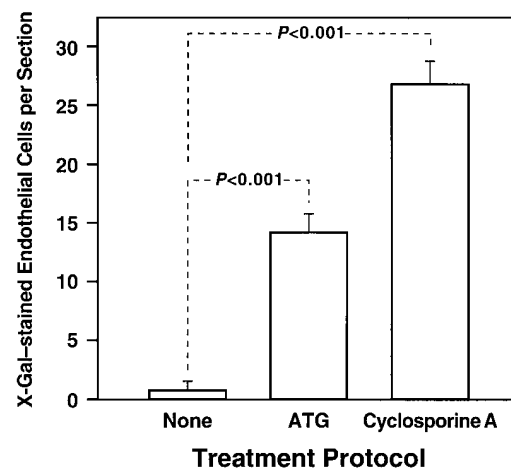 X-Gal–stained Endothelial Cells per Section
30
25
20
15
10
5
0
P<0.001
P<0.001
None ATG Cyclosporine A
Treatment Protocol